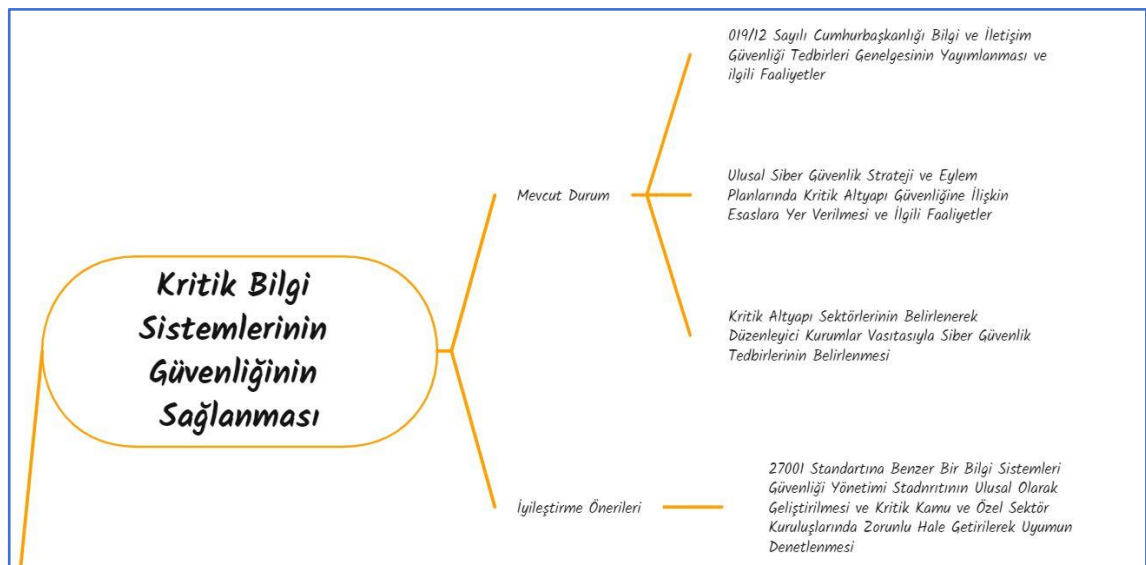 Kritik Bilgi
Sistemlerinin
Güvenliğinin
Sağlanması
Mevcut Durum
019/12 Sayılı Cumhurbaşkanlığı Bilgi ve İletişim
Güvenliği Tedbirleri Genelgesinin Yayımlanması ve
ilgili Faaliyetler
Ulusal Siber Güvenlik Strateji ve Eylem
Planlarında Kritik Altyapı Güvenliğine İlişkin
Esaslara Yer Verilmesi ve İlgili Faaliyetler
Kritik Altyapı Sektörlerinin Belirlenerek
Düzenleyici Kurumlar Vasıtasıyla Siber Güvenlik
Tedbirlerinin Belirlenmesi
İyileştirme Önerileri
27001 Standartına Benzer Bir Bilgi Sistemleri
Güvenliği Yönetimi Stadnrıtının Ulusal Olarak
Geliştirilmesi ve Kritik Kamu ve Özel Sektör
Kuruluşlarında Zorunlu Hale Getirilerek Uyumun
Denetlenmesi